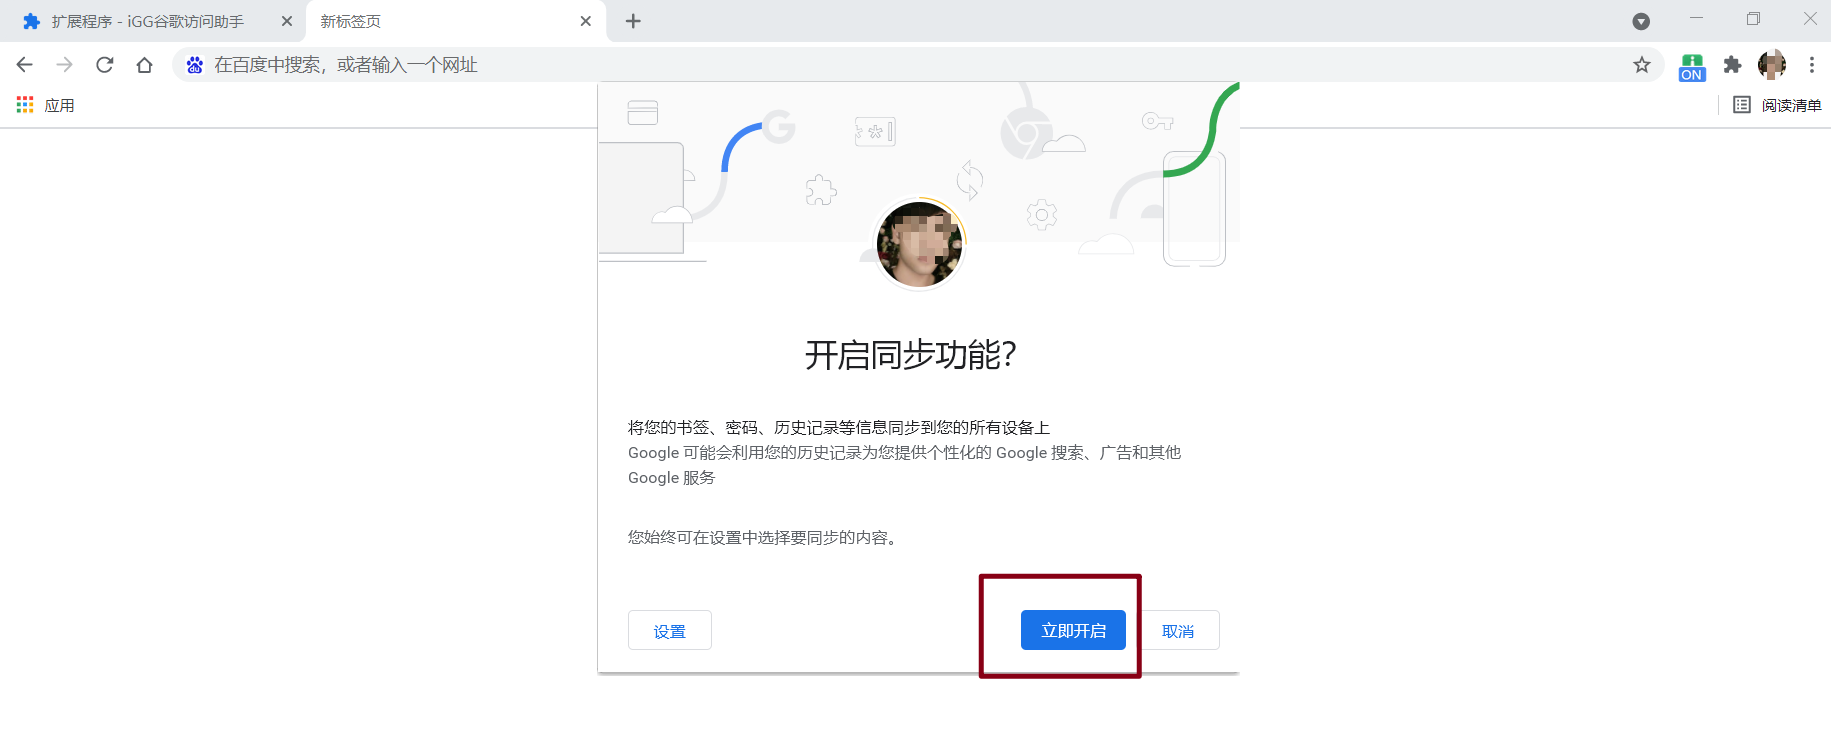 扩展程序 - iGG谷歌访问助手
新标签页
在百度中搜索，或者输入一个网址
ON
应用
阅读清单
开启同步功能？
将您的书签、密码、历史记录等信息同步到您的所有设备上
Google 可能会利用您的历史记录为您提供个性化的 Google 搜索、广告和其他
Google 服务
您始终可在设置中选择要同步的内容。
设置
立即开启
取消